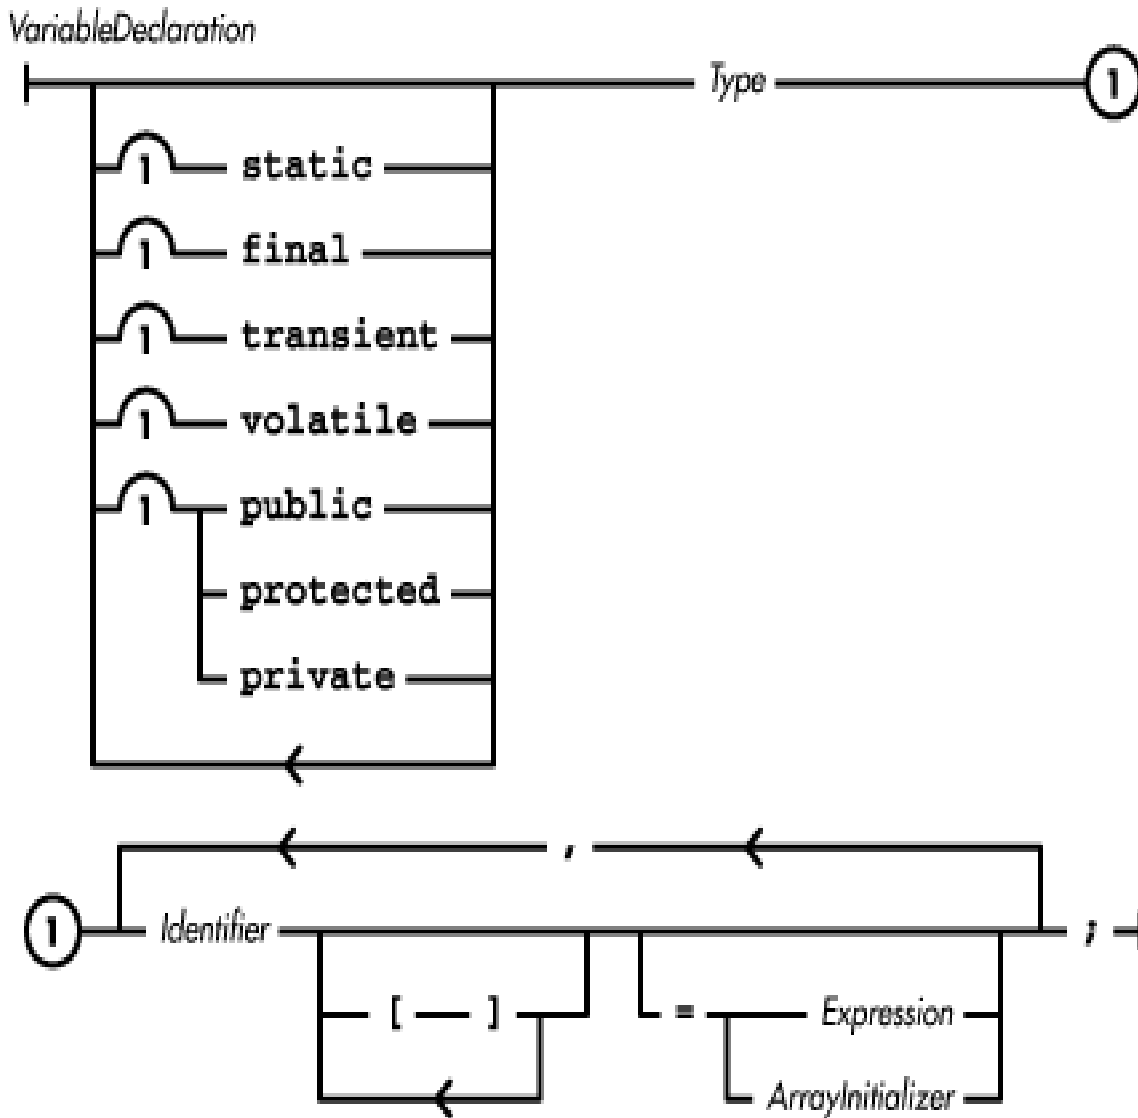 VariableDeclaration
Type 1
1 static
1 final
1 transient
1 volatile
1 public
protected
private
,
1 Identifier ;
[ ] = Expression
ArrayInitializer